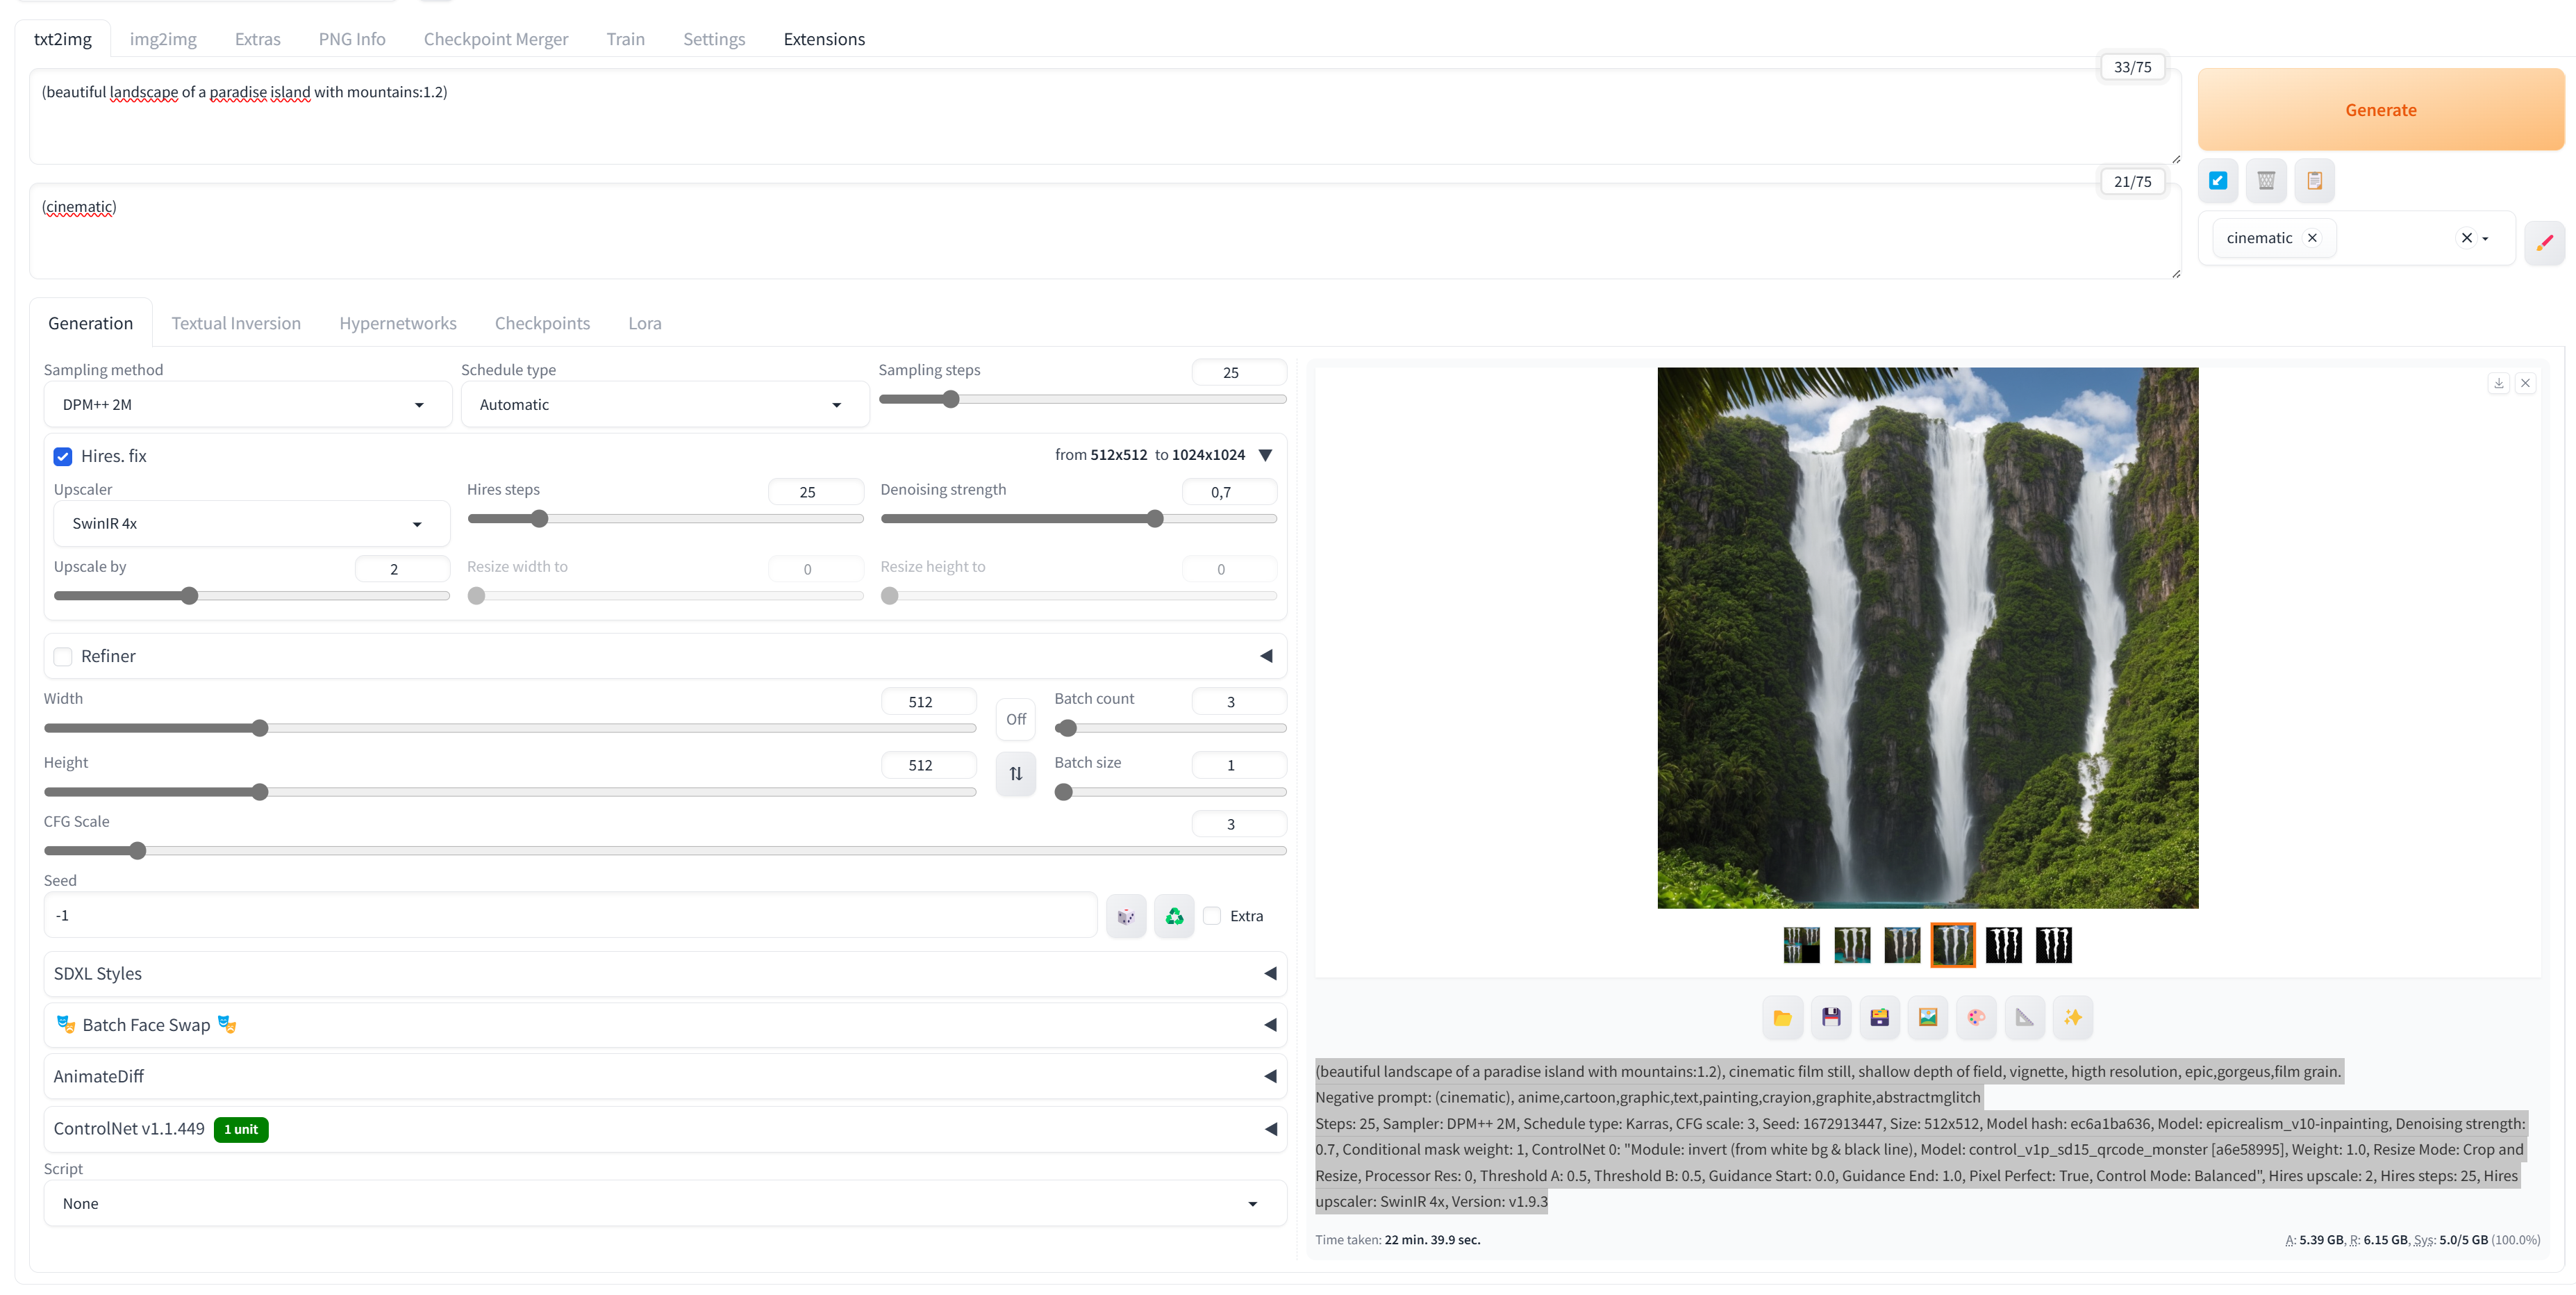 txt2img img2img Extras PNG Info Checkpoint Merger Train Settings Extensions
33/75
(beautiful landscape of a paradise island with mountains:1.2)
Generate
21/75
(cinematic)
cinematic
Generation Textual Inversion Hypernetworks Checkpoints Lora
Sampling method Schedule type Sampling steps 25
DPM++ 2M Automatic
Hires. fix from 512x512 to 1024x1024
Upscaler Hires steps 25 Denoising strength 0,7
SwinIR 4x
Upscale by 2 Resize width to 0 Resize height to 0
Refiner
Width 512 Batch count 3
Off
Height 512 Batch size 1
CFG Scale 3
Seed
-1 Extra
SDXL Styles
Batch Face Swap
AnimateDiff
ControlNet v1.1.449 1 unit
Script
None
(beautiful landscape of a paradise island with mountains:1.2), cinematic film still, shallow depth of field, vignette, higth resolution, epic,gorgeus,film grain.
Negative prompt: (cinematic), anime,cartoon,graphic,text,painting,crayion,graphite,abstractmglitch
Steps: 25, Sampler: DPM++ 2M, Schedule type: Karras, CFG scale: 3, Seed: 1672913447, Size: 512x512, Model hash: ec6a1ba636, Model: epicrealism_v10-inpainting, Denoising strength:
0.7, Conditional mask weight: 1, ControlNet 0: "Module: invert (from white bg & black line), Model: control_v1p_sd15_qrcode_monster [a6e58995], Weight: 1.0, Resize Mode: Crop and
Resize, Processor Res: 0, Threshold A: 0.5, Threshold B: 0.5, Guidance Start: 0.0, Guidance End: 1.0, Pixel Perfect: True, Control Mode: Balanced", Hires upscale: 2, Hires steps: 25, Hires
upscaler: SwinIR 4x, Version: v1.9.3
Time taken: 22 min. 39.9 sec. A: 5.39 GB, R: 6.15 GB, Sys: 5.0/5 GB (100.0%)